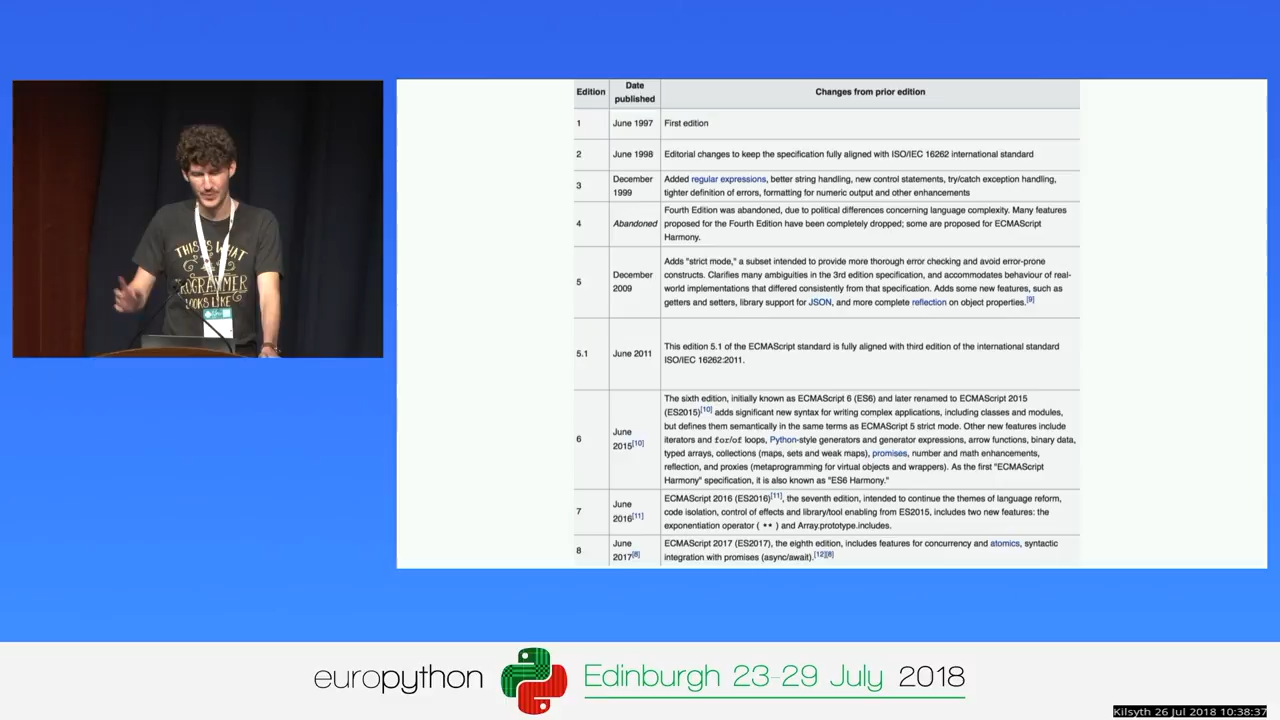 THIS IS WHAT
A
PROGRAMMER
LOOKS LIKE
Edition
Date
published
Changes from prior edition
1
June 1997
First edition
2
June 1998
Editorial changes to keep the specification fully aligned with ISO/IEC 16262 international standard
3
December
1999
Added regular expressions, better string handling, new control statements, try/catch exception handling,
tighter definition of errors, formatting for numeric output and other enhancements
4
Abandoned
Fourth Edition was abandoned, due to political differences concerning language complexity. Many features
proposed for the Fourth Edition have been completely dropped; some are proposed for ECMAScript
Harmony.
5
December
2009
Adds "strict mode," a subset intended to provide more thorough error checking and avoid error-prone
constructs. Clarifies many ambiguities in the 3rd edition specification, and accommodates behaviour of real-
world implementations that differed consistently from that specification. Adds some new features, such as
getters and setters, library support for JSON, and more complete reflection on object properties.[9]
5.1
June 2011
This edition 5.1 of the ECMAScript standard is fully aligned with third edition of the international standard
ISO/IEC 16262:2011.
6
June
2015[10]
The sixth edition, initially known as ECMAScript 6 (ES6) and later renamed to ECMAScript 2015
(ES2015)[10] adds significant new syntax for writing complex applications, including classes and modules,
but defines them semantically in the same terms as ECMAScript 5 strict mode. Other new features include
iterators and for/of loops, Python-style generators and generator expressions, arrow functions, binary data,
typed arrays, collections (maps, sets and weak maps), promises, number and math enhancements,
reflection, and proxies (metaprogramming for virtual objects and wrappers). As the first "ECMAScript
Harmony" specification, it is also known as "ES6 Harmony."
7
June
2016[11]
ECMAScript 2016 (ES2016)[11], the seventh edition, intended to continue the themes of language reform,
code isolation, control of effects and library/tool enabling from ES2015, includes two new features: the
exponentiation operator ( ** ) and Array.prototype.includes.
8
June
2017[8]
ECMAScript 2017 (ES2017), the eighth edition, includes features for concurrency and atomics, syntactic
integration with promises (async/await).[12][8]
europython
Edinburgh 23-29 July 2018
Kilsyth 26 Jul 2018 10:38:37